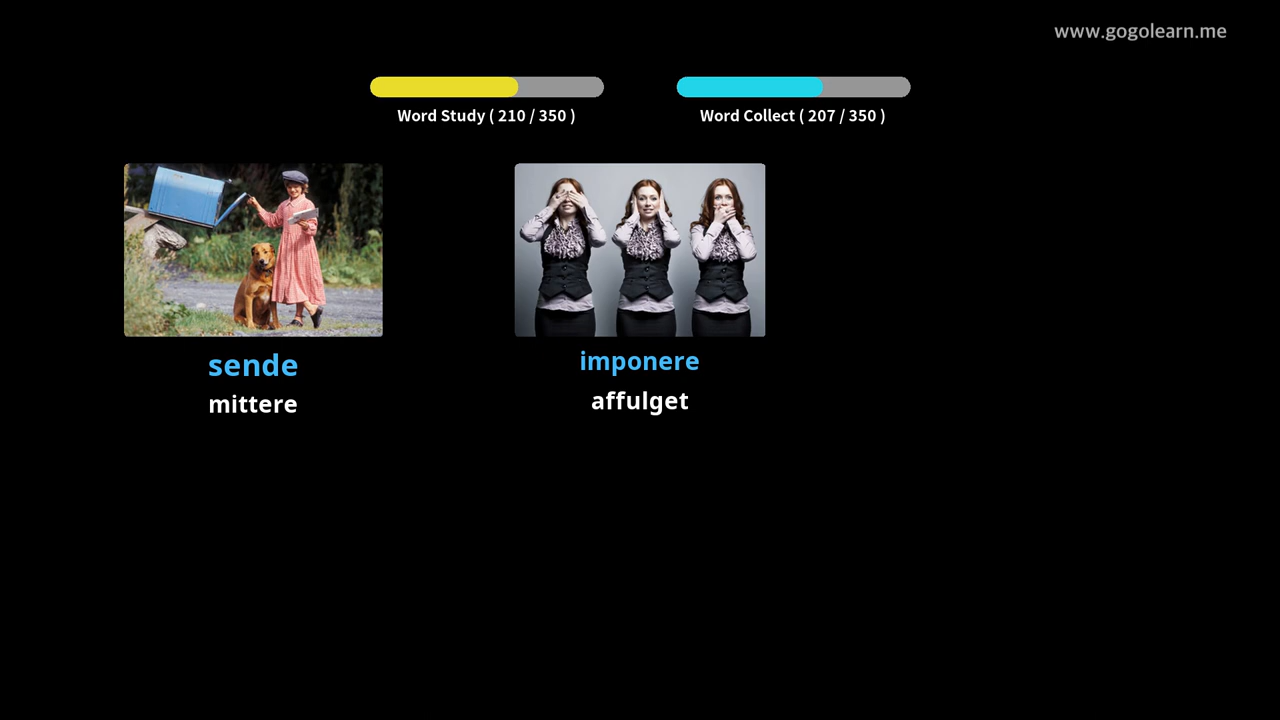 www.gogolearn.me
Word Study ( 210 / 350 )
Word Collect ( 207 / 350 )
sende
mittere
imponere
affulget